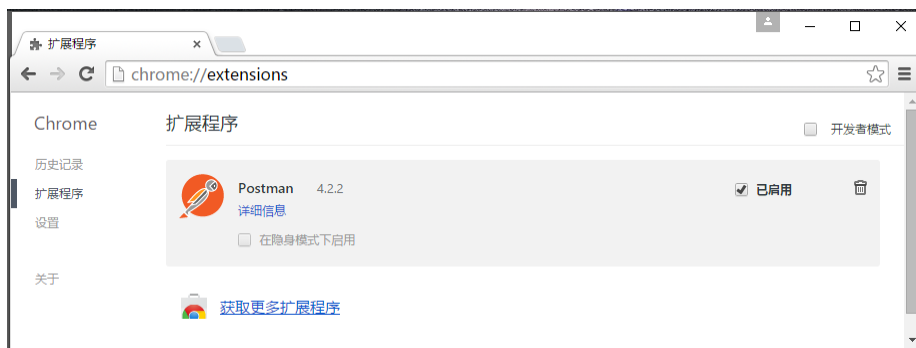 扩展程序
chrome://extensions
Chrome
扩展程序
开发者模式
历史记录
扩展程序
设置
关于
Postman 4.2.2
已启用
详细信息
在隐身模式下启用
获取更多扩展程序